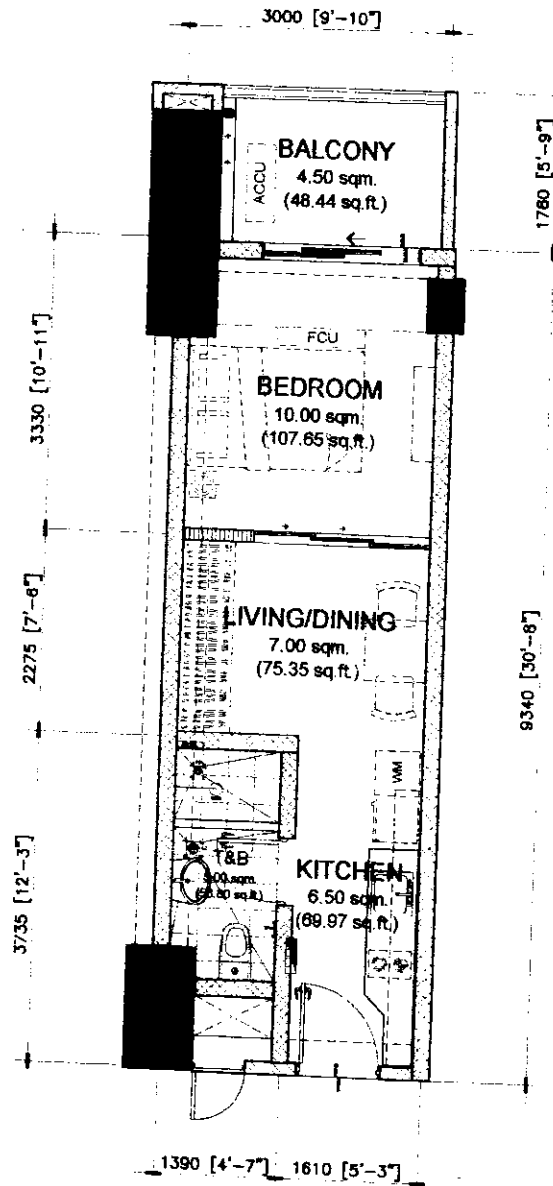 3000 [9'-10"]
BALCONY
4.50 sqm.
(48.44 sq.ft.)
ACCU
1760 [5'-9"]
FCU
BEDROOM
10.00 sqm.
(107.65 sq.ft.)
3330 [10'-11"]
LIVING/DINING
7.00 sqm.
(75.35 sq.ft.)
2275 [7'-6"]
9340 [30'-8"]
WM
T&B
KITCHEN
6.50 sqm.
(69.97 sq.ft.)
3735 [12'-3"]
1390 [4'-7"]
1610 [5'-3"]